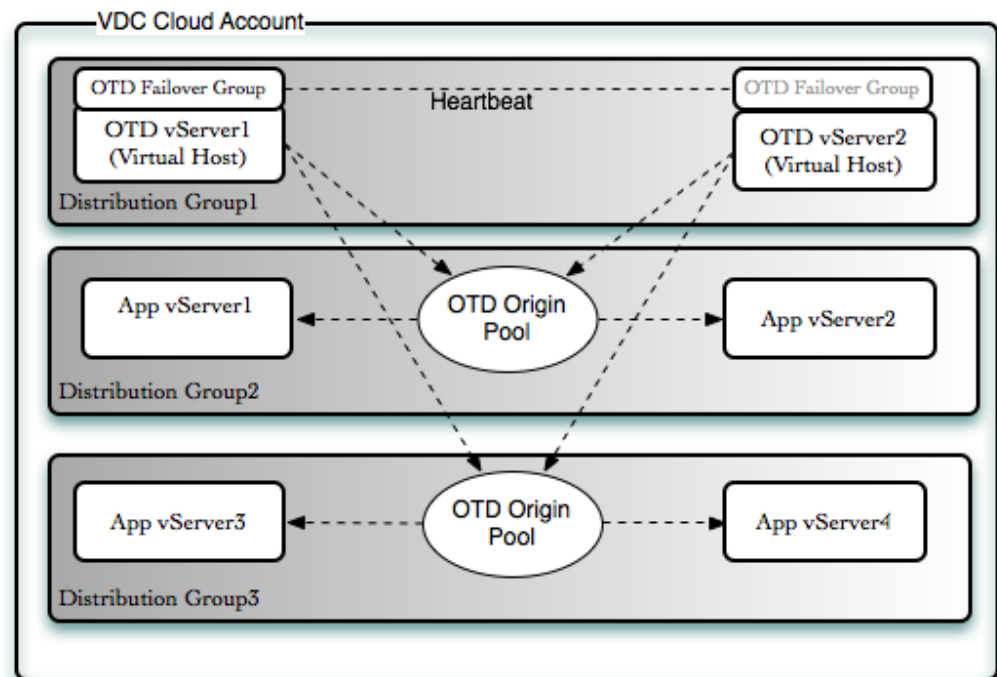 VDC Cloud Account
OTD Failover Group
Heartbeat
OTD Failover Group
OTD vServer1
(Virtual Host)
OTD vServer2
(Virtual Host)
Distribution Group1
App vServer1
OTD Origin
Pool
App vServer2
Distribution Group2
App vServer3
OTD Origin
Pool
App vServer4
Distribution Group3